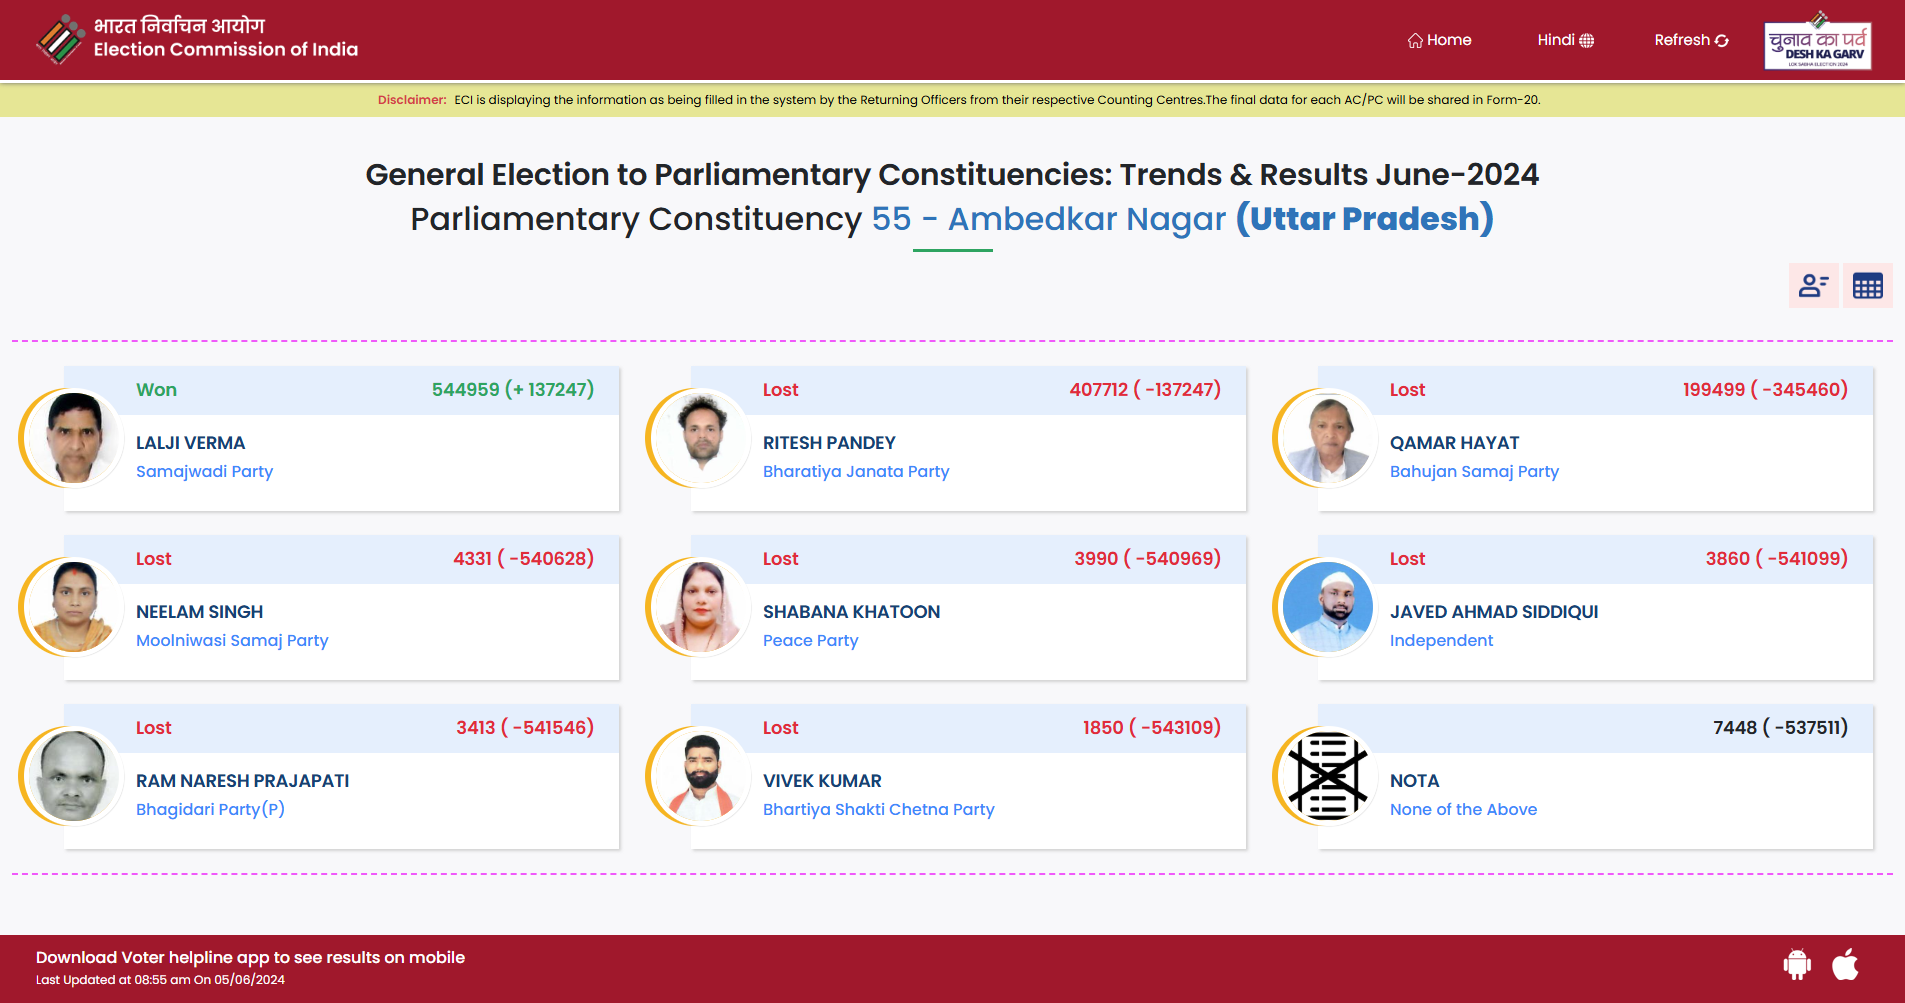 भारत निर्वाचन आयोग
Election Commission of India
Home
Hindi
Refresh
चुनाव का पर्व
DESH KA GARV
LOK SABHA ELECTION 2024
Disclaimer: ECI is displaying the information as being filled in the system by the Returning Officers from their respective Counting Centres.The final data for each AC/PC will be shared in Form-20.
General Election to Parliamentary Constituencies: Trends & Results June-2024
Parliamentary Constituency 55 - Ambedkar Nagar (Uttar Pradesh)
Won 544959 (+ 137247)
LALJI VERMA
Samajwadi Party
Lost 407712 ( -137247)
RITESH PANDEY
Bharatiya Janata Party
Lost 199499 ( -345460)
QAMAR HAYAT
Bahujan Samaj Party
Lost 4331 ( -540628)
NEELAM SINGH
Moolniwasi Samaj Party
Lost 3990 ( -540969)
SHABANA KHATOON
Peace Party
Lost 3860 ( -541099)
JAVED AHMAD SIDDIQUI
Independent
Lost 3413 ( -541546)
RAM NARESH PRAJAPATI
Bhagidari Party(P)
Lost 1850 ( -543109)
VIVEK KUMAR
Bhartiya Shakti Chetna Party
7448 ( -537511)
NOTA
None of the Above
Download Voter helpline app to see results on mobile
Last Updated at 08:55 am On 05/06/2024